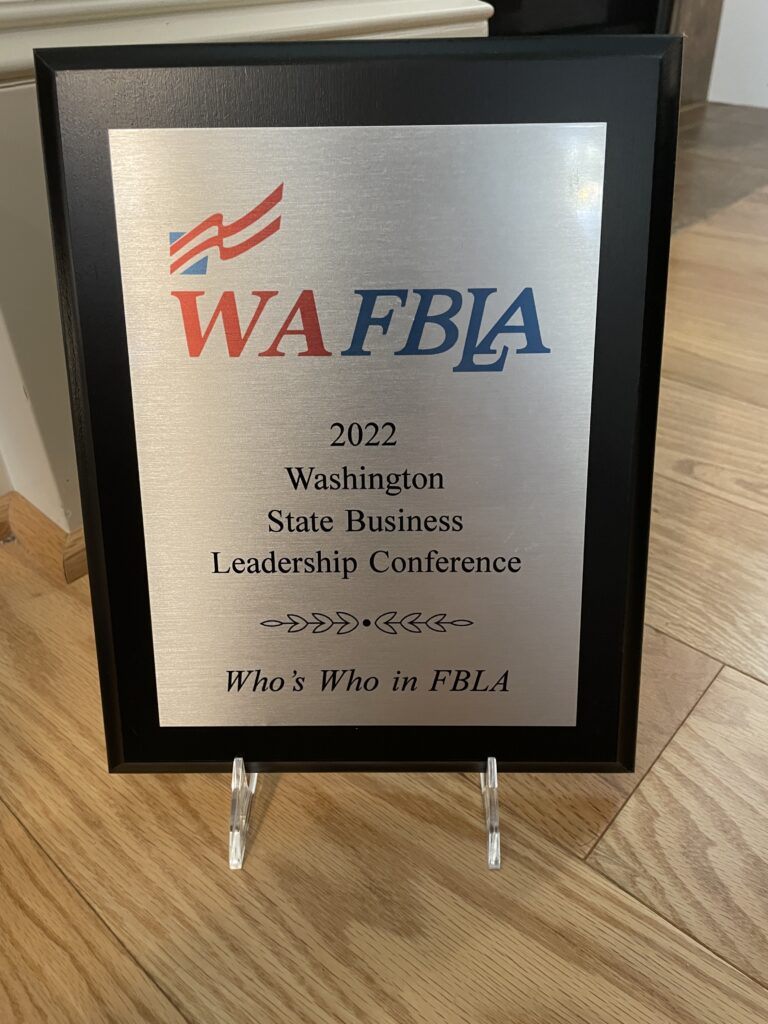 WA FBLA
2022
Washington
State Business
Leadership Conference
Who's Who in FBLA